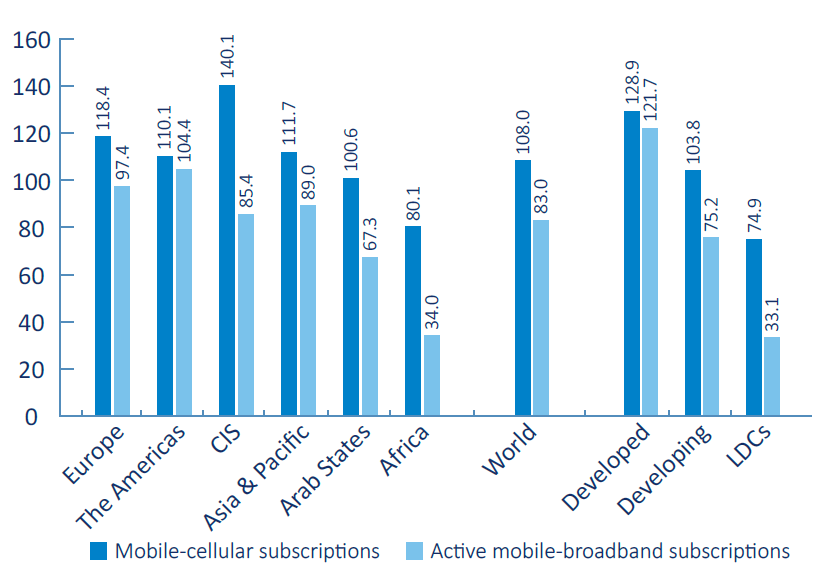 160
140
120
100
80
60
40
20
0
118.4
97.4
110.1
104.4
140.1
85.4
111.7
89.0
100.6
67.3
80.1
34.0
108.0
83.0
128.9
121.7
103.8
75.2
74.9
33.1
Europe
The Americas
CIS
Asia & Pacific
Arab States
Africa
World
Developed
Developing
LDCs
Mobile-cellular subscriptions
Active mobile-broadband subscriptions